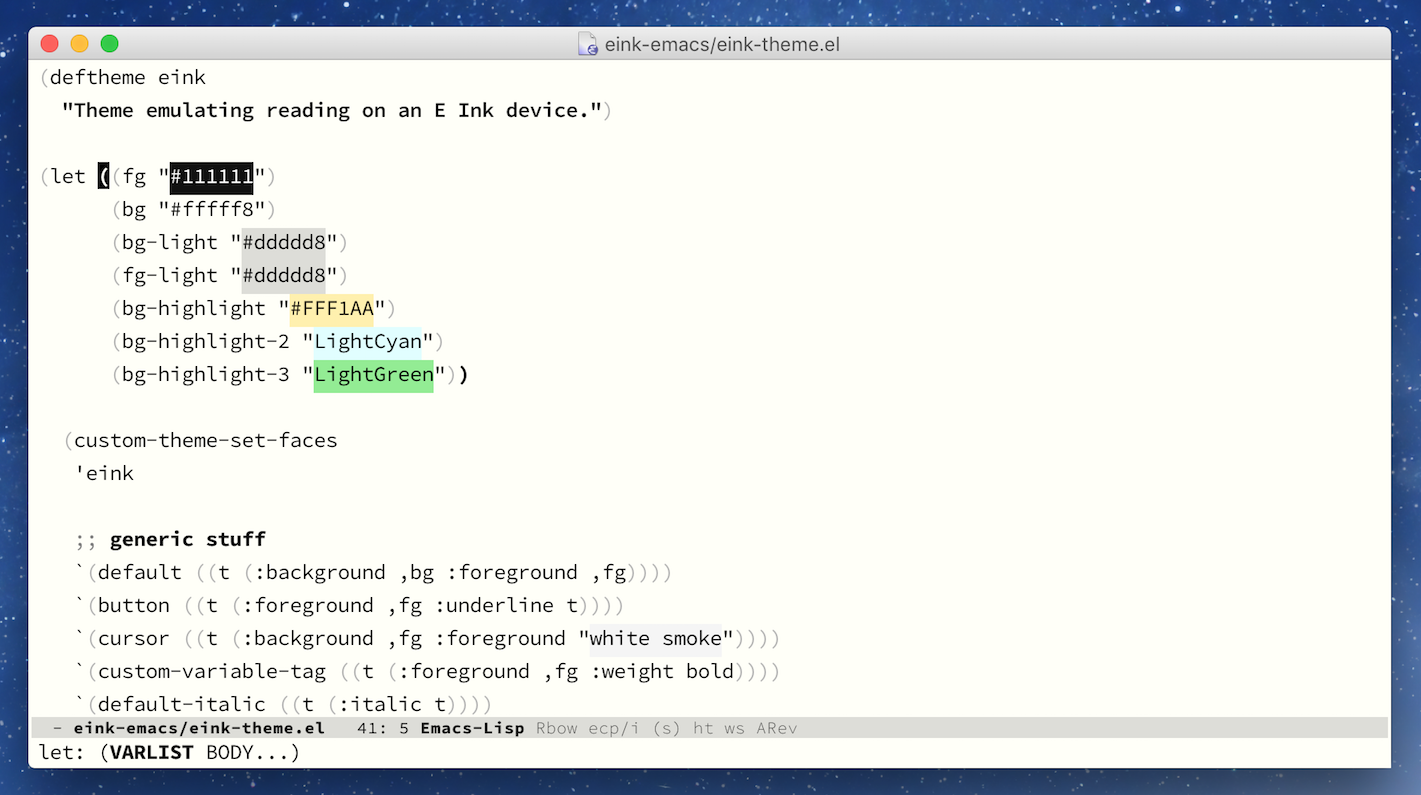 eink-emacs/eink-theme.el
(deftheme eink
  "Theme emulating reading on an E Ink device.")
(let ((fg "#111111")
      (bg "#fffff8")
      (bg-light "#ddddd8")
      (fg-light "#ddddd8")
      (bg-highlight "#FFF1AA")
      (bg-highlight-2 "LightCyan")
      (bg-highlight-3 "LightGreen"))
  (custom-theme-set-faces
   'eink
   ;; generic stuff
   `(default ((t (:background ,bg :foreground ,fg))))
   `(button ((t (:foreground ,fg :underline t))))
   `(cursor ((t (:background ,fg :foreground "white smoke"))))
   `(custom-variable-tag ((t (:foreground ,fg :weight bold))))
   `(default-italic ((t (:italic t))))
- eink-emacs/eink-theme.el   41: 5 Emacs-Lisp Rbow ecp/i (s) ht ws ARev
let: (VARLIST BODY...)